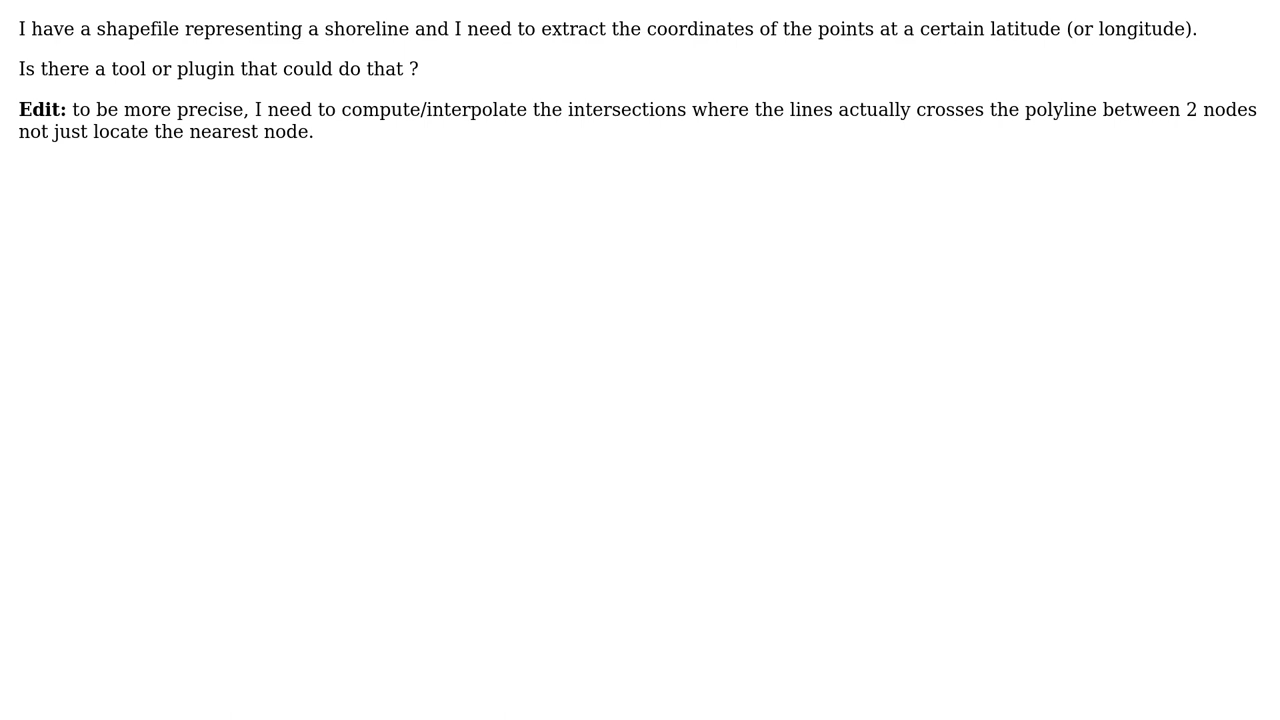 I have a shapefile representing a shoreline and I need to extract the coordinates of the points at a certain latitude (or longitude).
Is there a tool or plugin that could do that ?
Edit: to be more precise, I need to compute/interpolate the intersections where the lines actually crosses the polyline between 2 nodes
not just locate the nearest node.